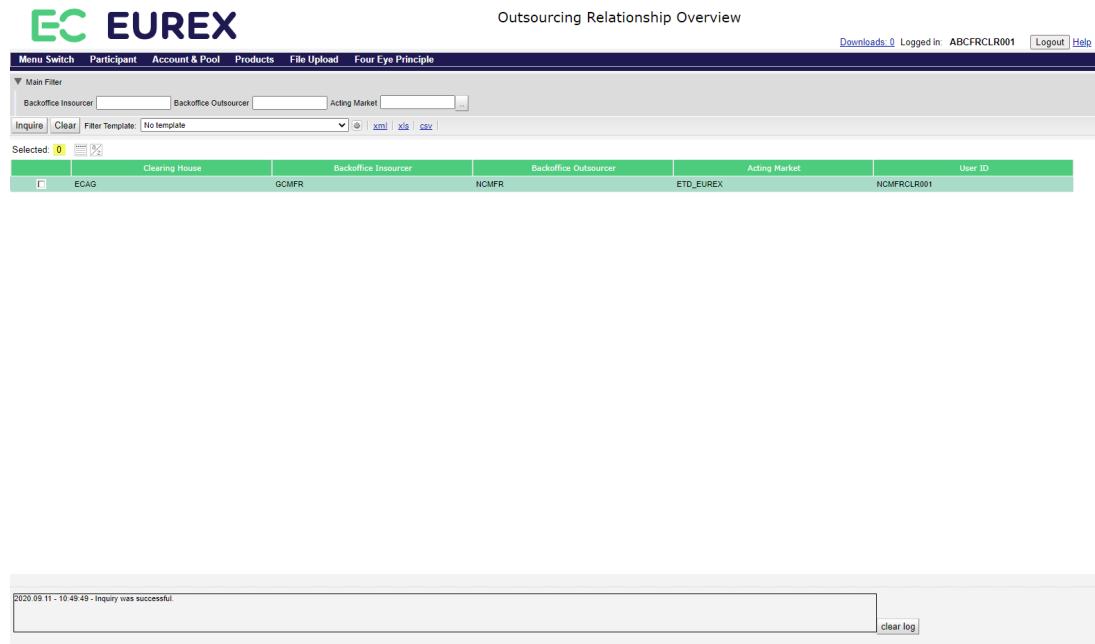 EC EUREX
Outsourcing Relationship Overview
Downloads: 0 Logged in: ABCFRCLR001 Logout Help
Menu Switch Participant Account & Pool Products File Upload Four Eye Principle
Main Filter
Backoffice Insourcer Backoffice Outsourcer Acting Market ...
Inquire Clear Filter Template: No template xml xls csv
Selected: 0
Clearing House Backoffice Insourcer Backoffice Outsourcer Acting Market User ID
ECAG GCMFR NCMFR ETD_EUREX NCMFRCLR001
2020.09.11 - 10:49:49 - Inquiry was successful.
clear log